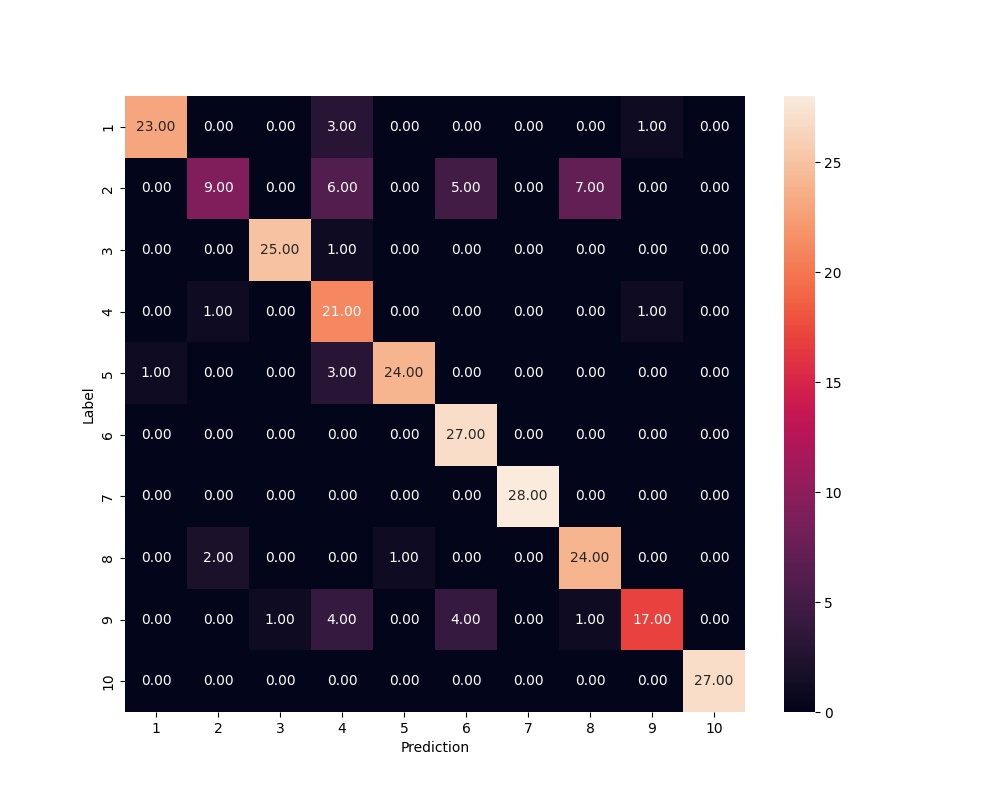 1 23.00 0.00 0.00 3.00 0.00 0.00 0.00 0.00 1.00 0.00
2 0.00 9.00 0.00 6.00 0.00 5.00 0.00 7.00 0.00 0.00
3 0.00 0.00 25.00 1.00 0.00 0.00 0.00 0.00 0.00 0.00
4 0.00 1.00 0.00 21.00 0.00 0.00 0.00 0.00 1.00 0.00
5 1.00 0.00 0.00 3.00 24.00 0.00 0.00 0.00 0.00 0.00
6 0.00 0.00 0.00 0.00 0.00 27.00 0.00 0.00 0.00 0.00
7 0.00 0.00 0.00 0.00 0.00 0.00 28.00 0.00 0.00 0.00
8 0.00 2.00 0.00 0.00 1.00 0.00 0.00 24.00 0.00 0.00
9 0.00 0.00 1.00 4.00 0.00 4.00 0.00 1.00 17.00 0.00
10 0.00 0.00 0.00 0.00 0.00 0.00 0.00 0.00 0.00 27.00
1 2 3 4 5 6 7 8 9 10
Prediction
Label
25
20
15
10
5
0